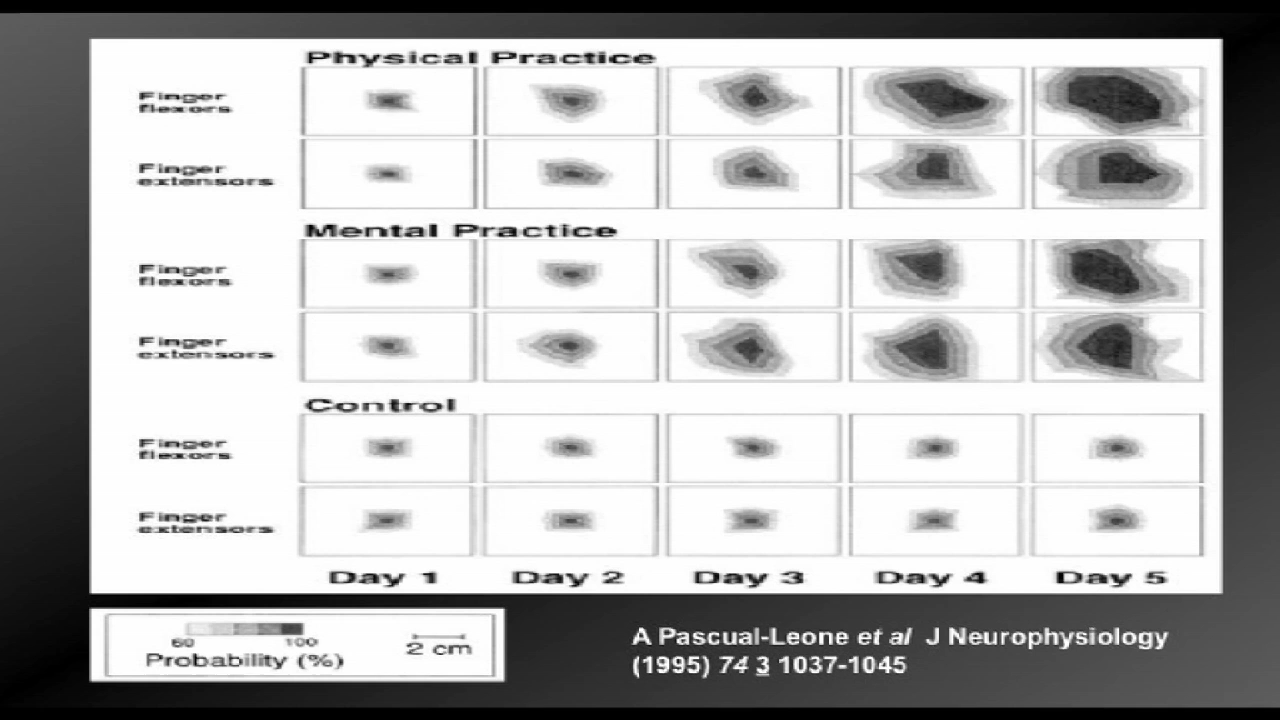 Physical Practice
Finger
flexors
Finger
extensors
Mental Practice
Finger
flexors
Finger
extensors
Control
Finger
flexors
Finger
extensors
Day 1 Day 2 Day 3 Day 4 Day 5
60 100
Probability (%)
2 cm
A Pascual-Leone et al J Neurophysiology
(1995) 74 3 1037-1045